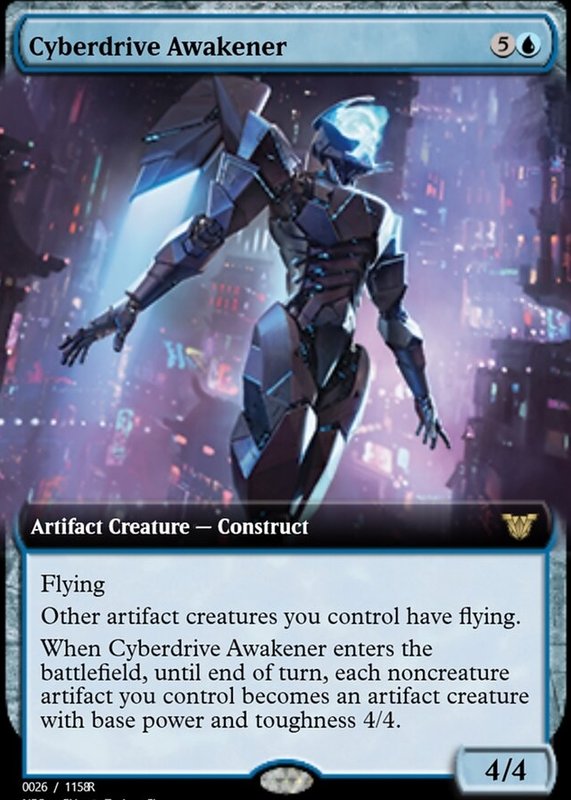 Cyberdrive Awakener 5
Artifact Creature — Construct
Flying
Other artifact creatures you control have flying.
When Cyberdrive Awakener enters the
battlefield, until end of turn, each noncreature
artifact you control becomes an artifact creature
with base power and toughness 4/4.
4/4
0026 / 1158R